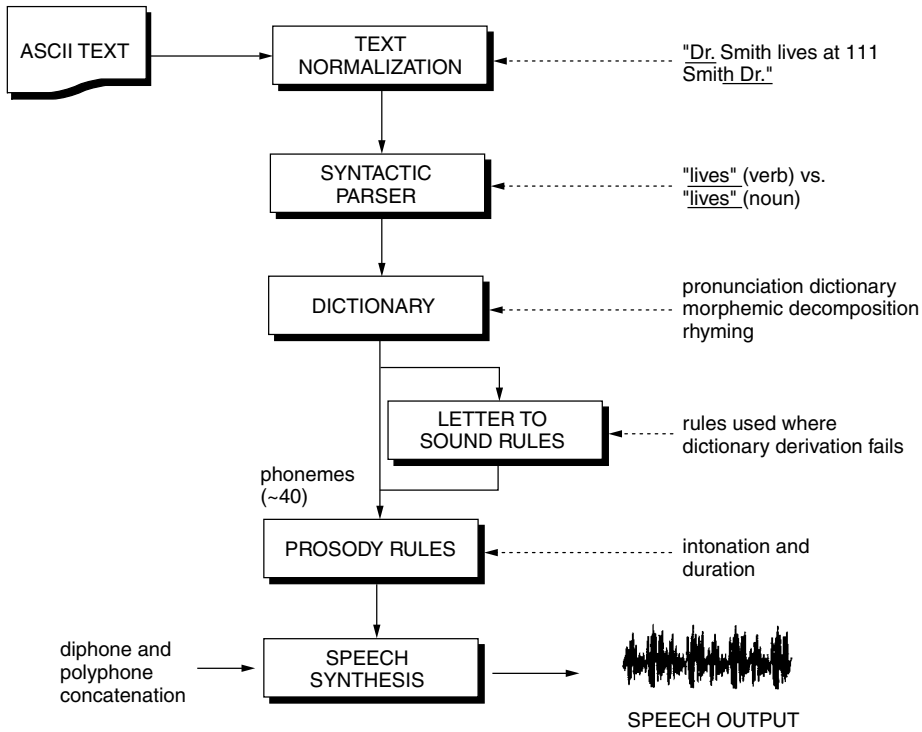 ASCII TEXT
TEXT
NORMALIZATION
"Dr. Smith lives at 111
Smith Dr."
SYNTACTIC
PARSER
"lives" (verb) vs.
"lives" (noun)
DICTIONARY
pronunciation dictionary
morphemic decomposition
rhyming
LETTER TO
SOUND RULES
rules used where
dictionary derivation fails
phonemes
(~40)
PROSODY RULES
intonation and
duration
diphone and
polyphone
concatenation
SPEECH
SYNTHESIS
SPEECH OUTPUT